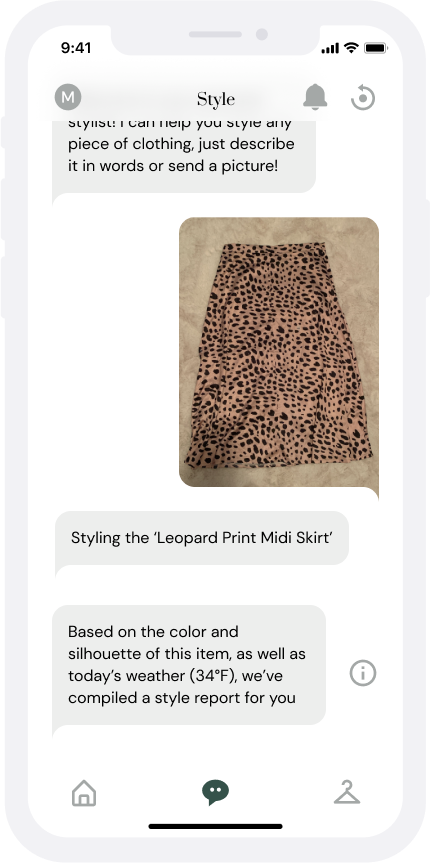 9:41
M
Style
stylist! I can help you style any
piece of clothing, just describe
it in words or send a picture!
Styling the ‘Leopard Print Midi Skirt’
Based on the color and
silhouette of this item, as well as
today’s weather (34°F), we’ve
compiled a style report for you